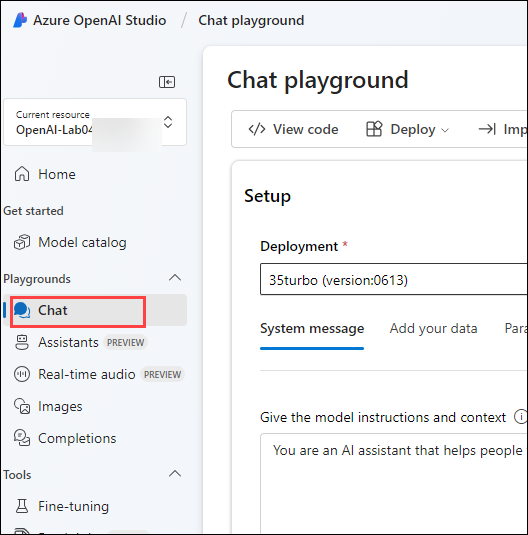 Azure OpenAI Studio / Chat playground
Current resource
OpenAI-Lab04
Home
Get started
Model catalog
Playgrounds
Chat
Assistants PREVIEW
Real-time audio PREVIEW
Images
Completions
Tools
Fine-tuning
Chat playground
View code
Deploy
Setup
Deployment *
35turbo (version:0613)
System message
Add your data
Give the model instructions and context
You are an AI assistant that helps people